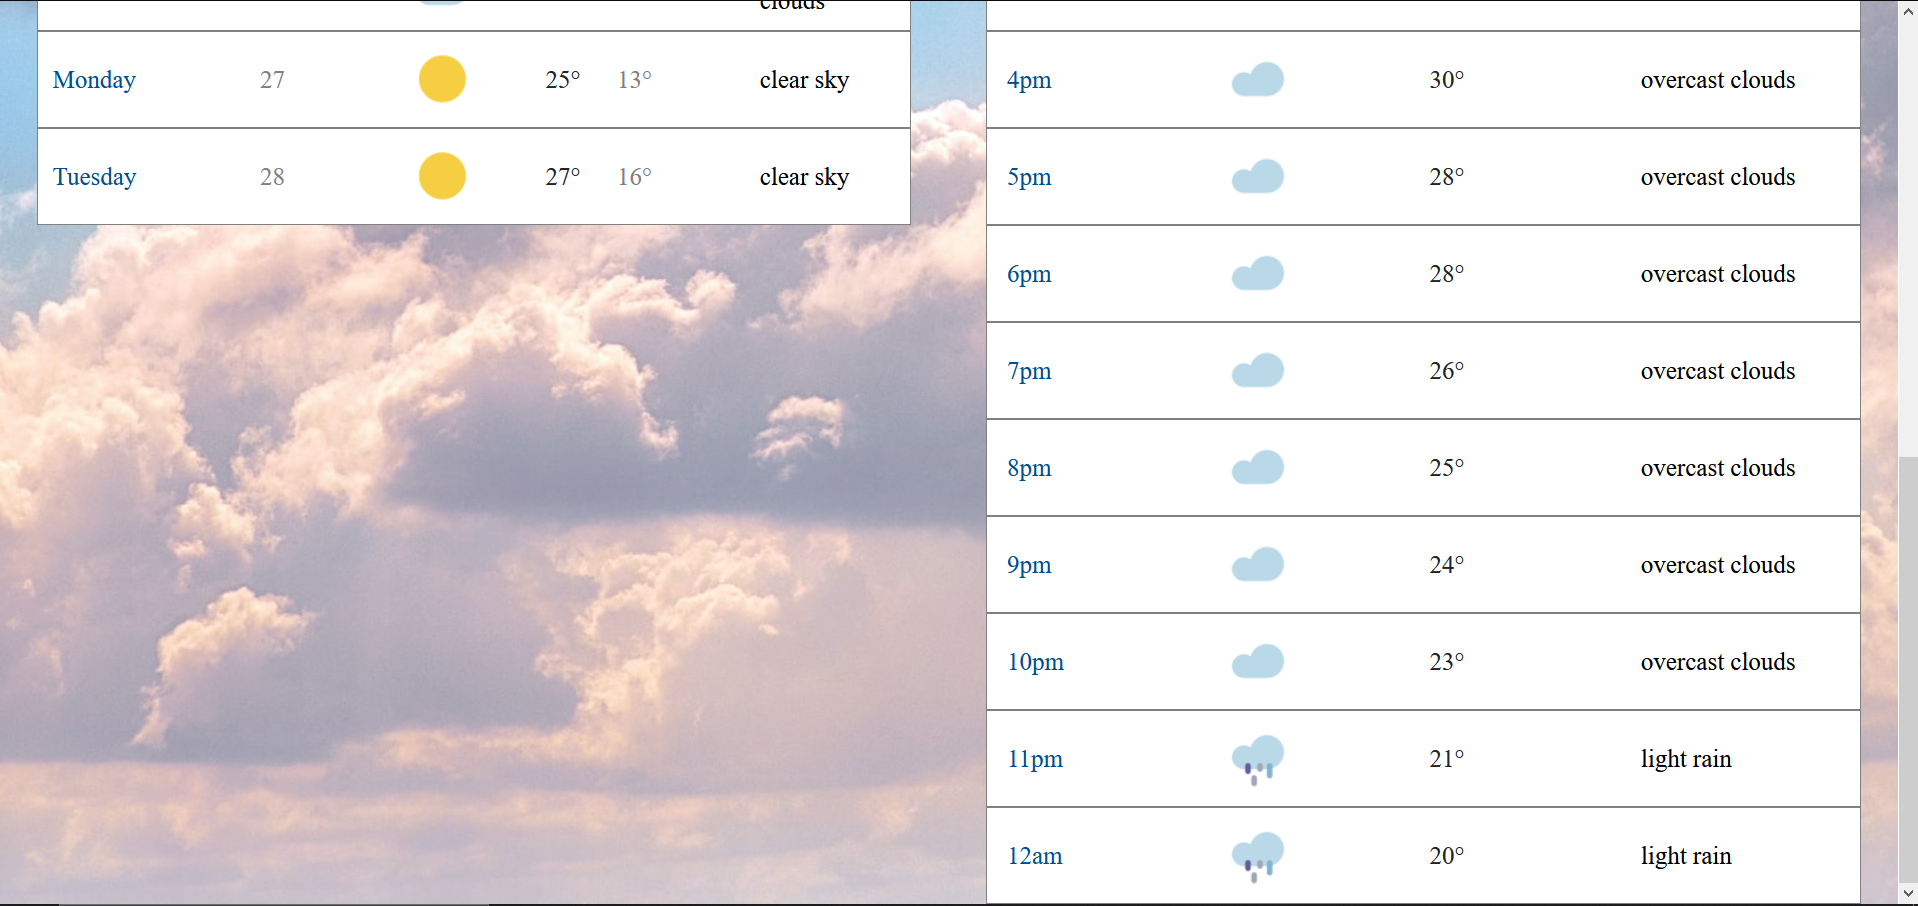 clouds
Monday 27 25° 13° clear sky
Tuesday 28 27° 16° clear sky
4pm 30° overcast clouds
5pm 28° overcast clouds
6pm 28° overcast clouds
7pm 26° overcast clouds
8pm 25° overcast clouds
9pm 24° overcast clouds
10pm 23° overcast clouds
11pm 21° light rain
12am 20° light rain